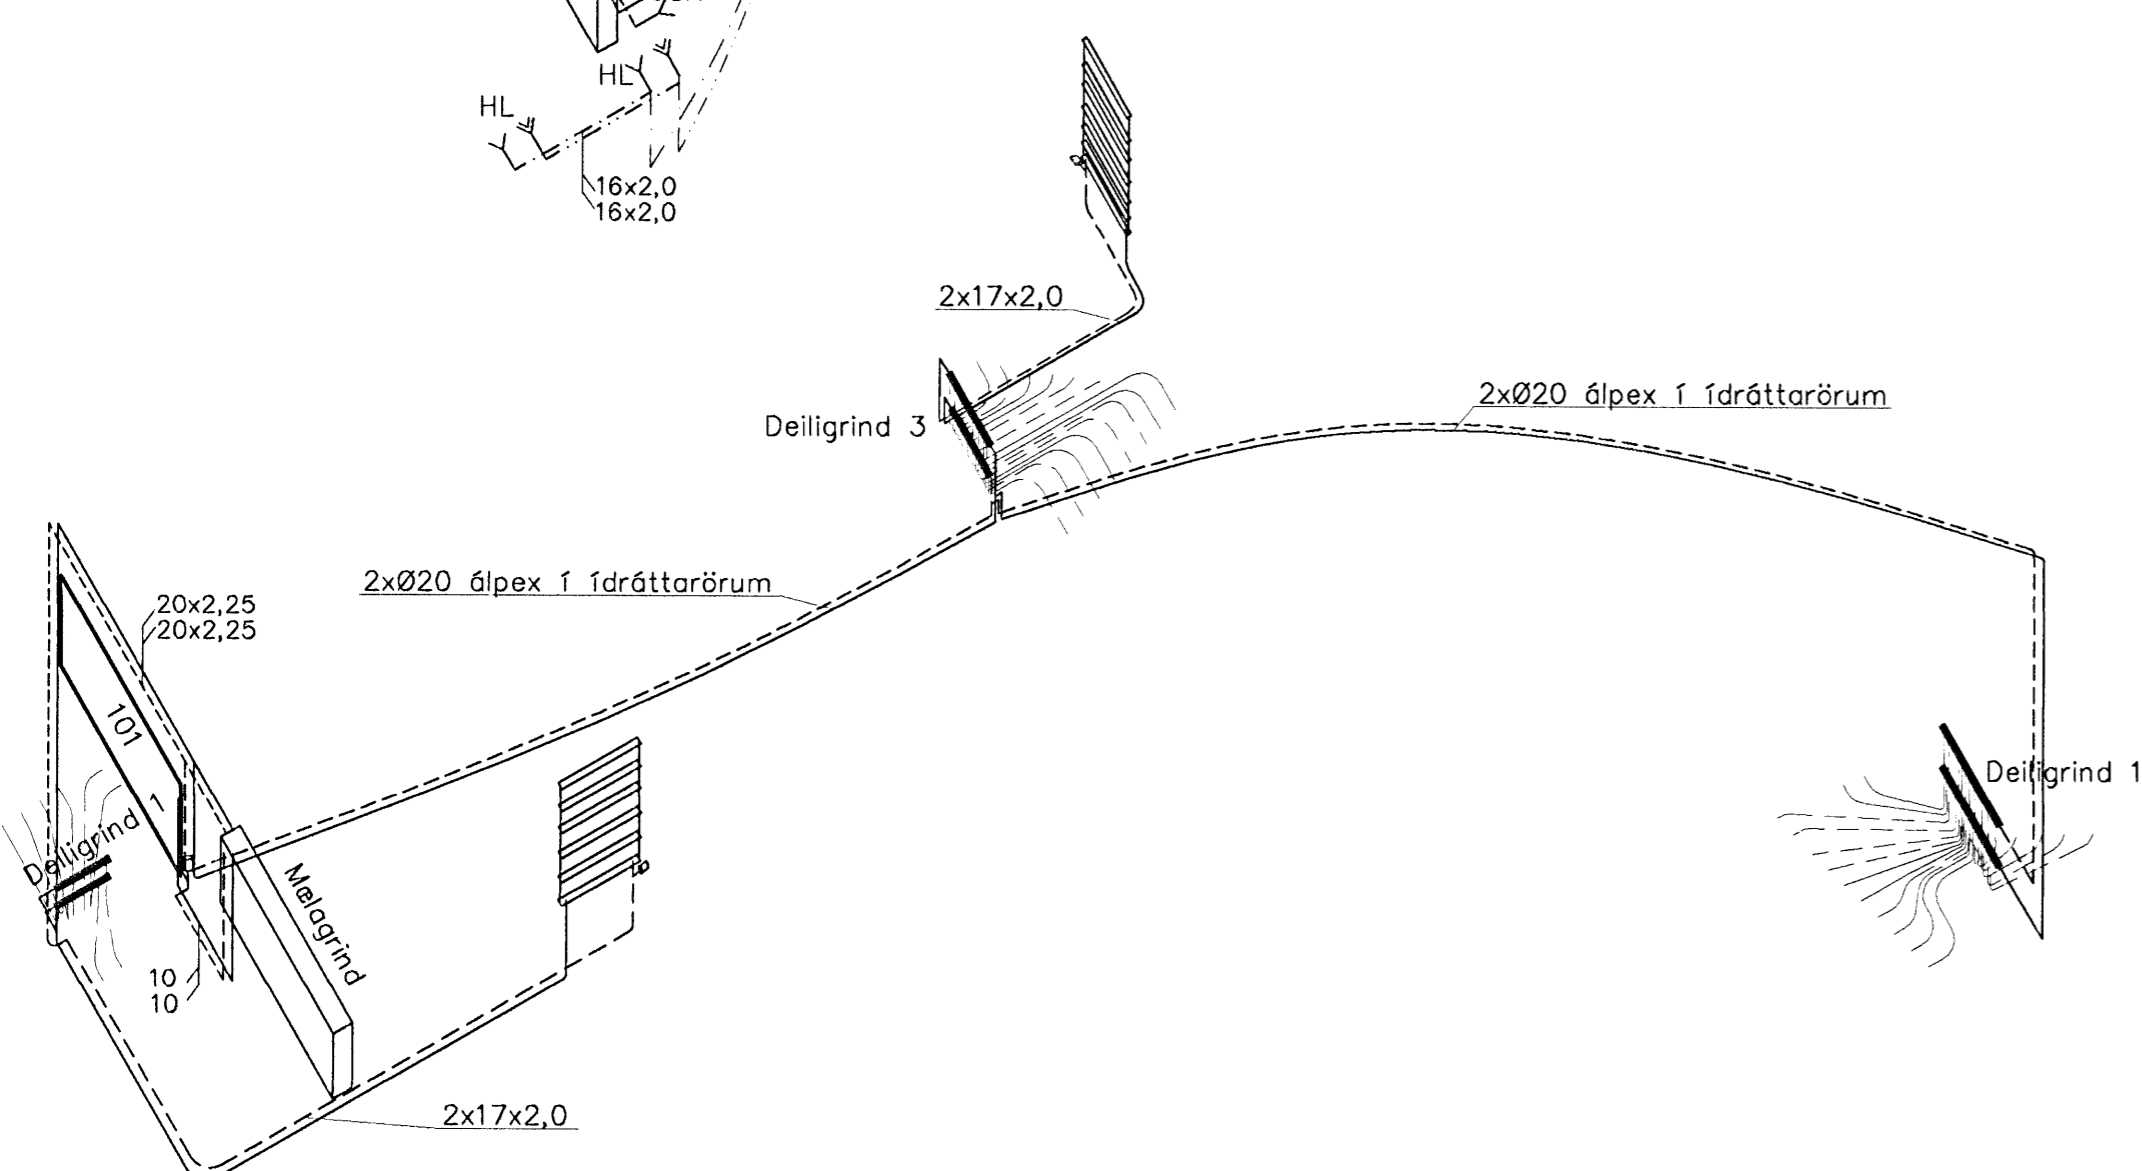 HL
HL
16x2,0
16x2,0
2x17x2,0
Deiligrind 3
2xØ20 álpex í ídráttarörum
2xØ20 álpex í ídráttarörum
20x2,25
20x2,25
101
1
Deiligrind
Mælagrind
Deiligrind 1
10
10
2x17x2,0